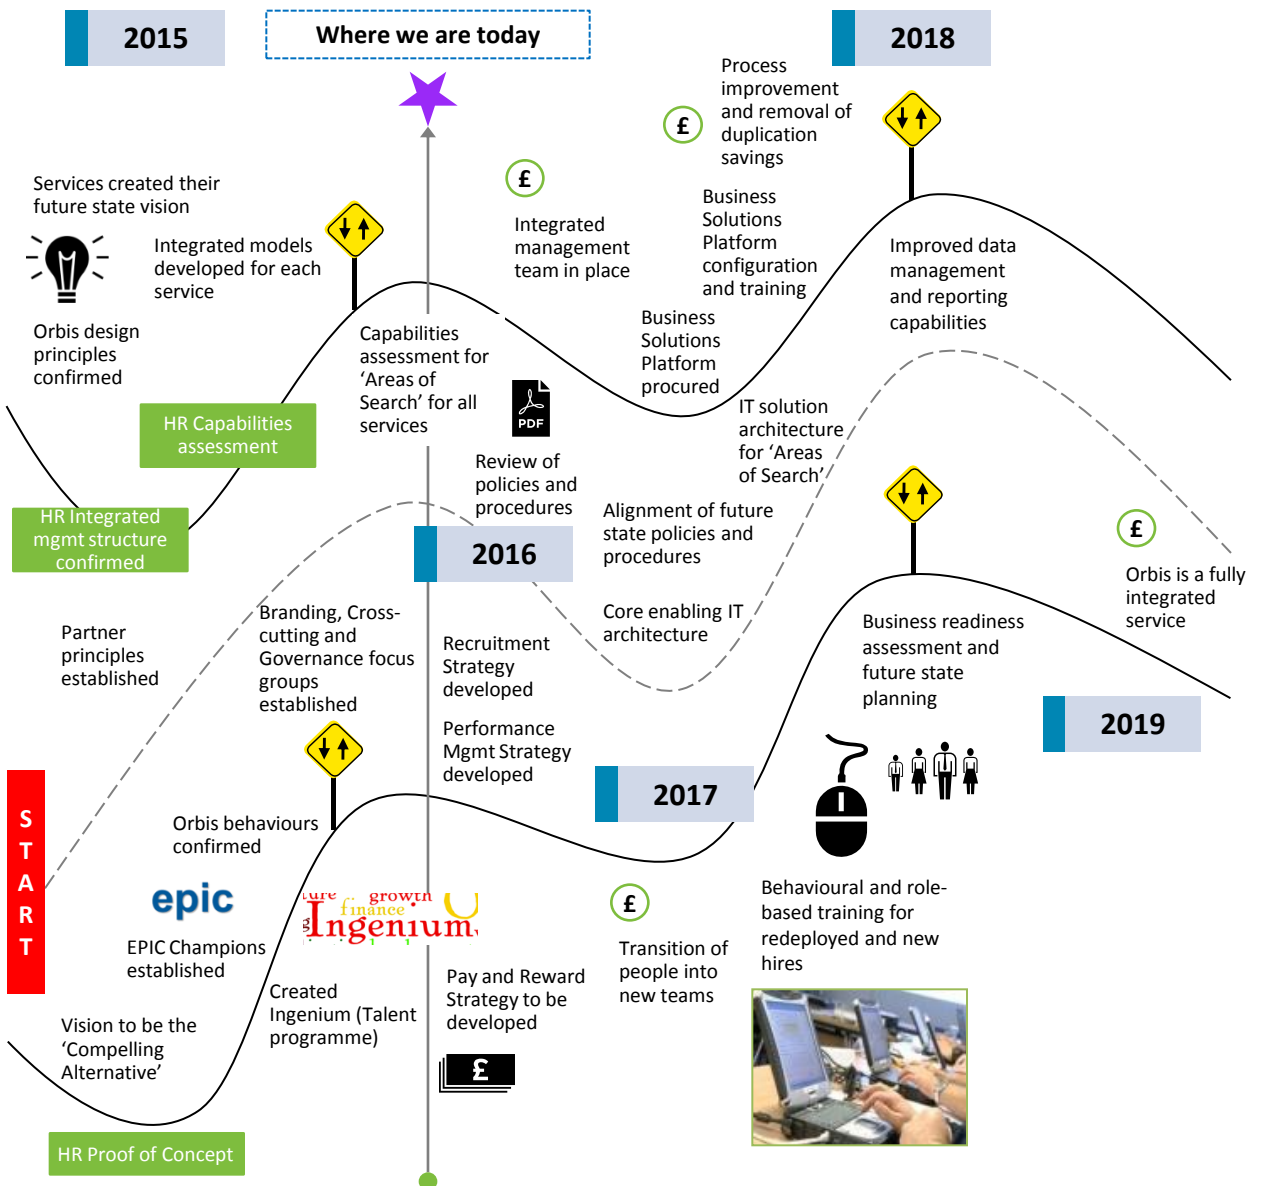 2015
Where we are today
2018
Process
improvement
and removal of
duplication
savings
£
£
Services created their
future state vision
Integrated models
developed for each
service
Orbis design
principles
confirmed
Integrated
management
team in place
Business
Solutions
Platform
configuration
and training
Improved data
management
and reporting
capabilities
Business
Solutions
Platform
procured
Capabilities
assessment for
‘Areas of
Search’ for all
services
PDF
HR Capabilities
assessment
IT solution
architecture
for ‘Areas
of Search’
Review of
policies and
procedures
HR Integrated
mgmt structure
confirmed
2016
Alignment of future
state policies and
procedures
£
Orbis is a fully
integrated
service
Partner
principles
established
Branding, Cross-
cutting and
Governance focus
groups
established
Recruitment
Strategy
developed
Core enabling IT
architecture
Business readiness
assessment and
future state
planning
Performance
Mgmt Strategy
developed
2019
2017
START
Orbis behaviours
confirmed
epic
EPIC Champions
established
growth
finance
Ingenium
£
Transition of
people into
new teams
Behavioural and role-
based training for
redeployed and new
hires
Created
Ingenium (Talent
programme)
Pay and Reward
Strategy to be
developed
£
Vision to be the
‘Compelling
Alternative’
HR Proof of Concept